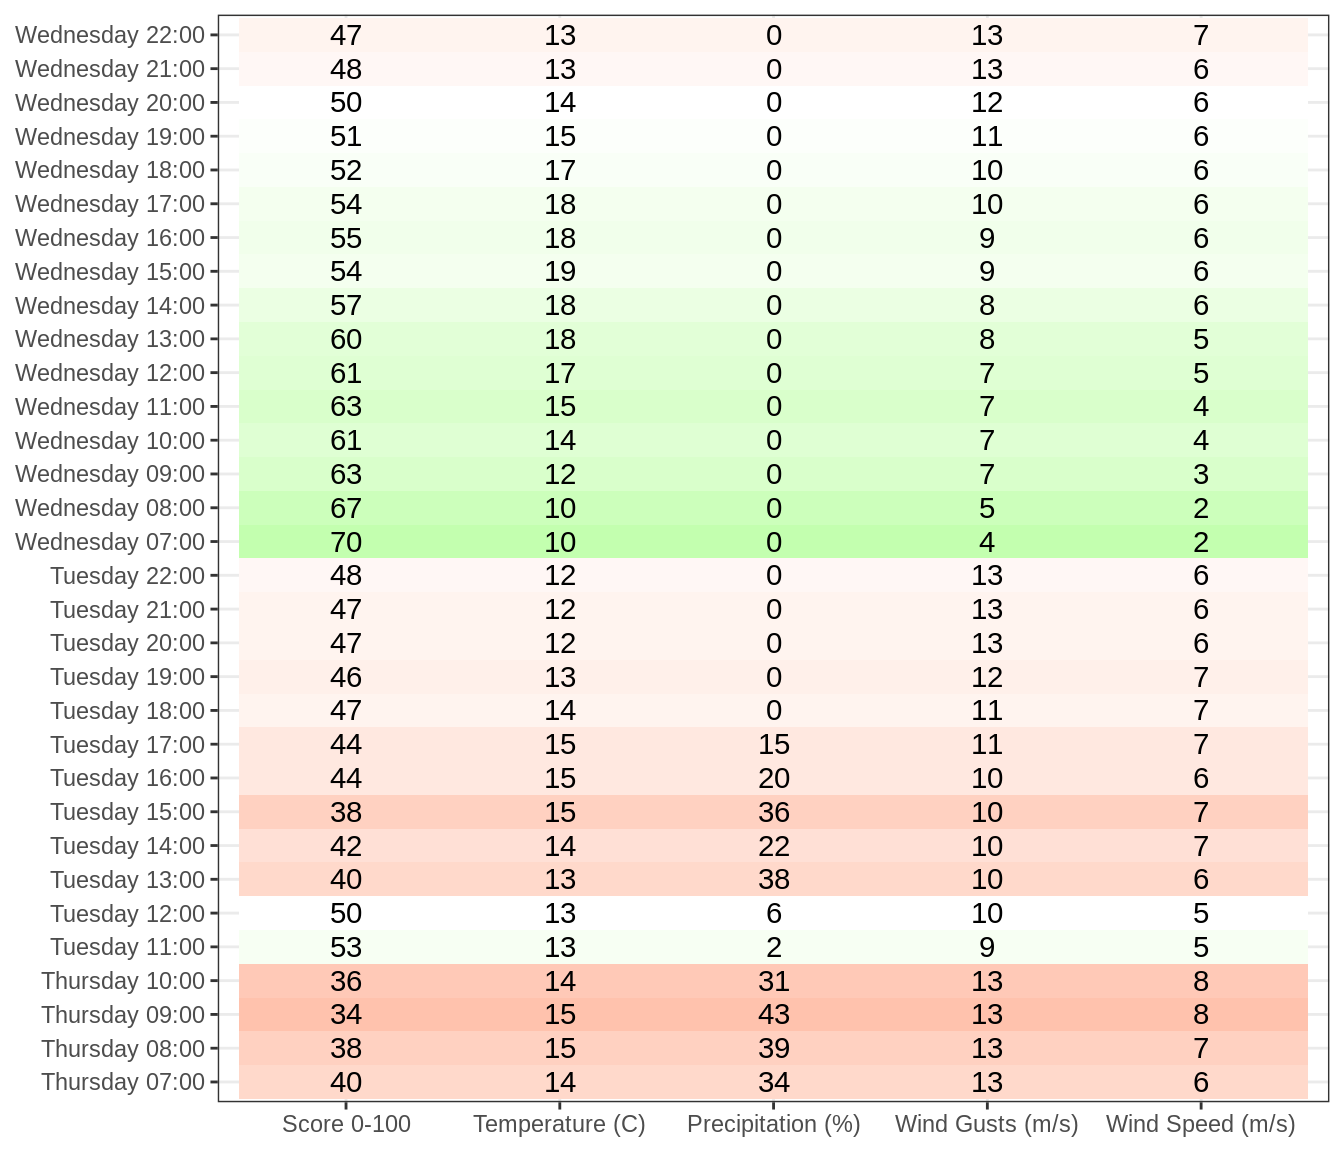 Wednesday 22:00 47 13 0 13 7
Wednesday 21:00 48 13 0 13 6
Wednesday 20:00 50 14 0 12 6
Wednesday 19:00 51 15 0 11 6
Wednesday 18:00 52 17 0 10 6
Wednesday 17:00 54 18 0 10 6
Wednesday 16:00 55 18 0 9 6
Wednesday 15:00 54 19 0 9 6
Wednesday 14:00 57 18 0 8 6
Wednesday 13:00 60 18 0 8 5
Wednesday 12:00 61 17 0 7 5
Wednesday 11:00 63 15 0 7 4
Wednesday 10:00 61 14 0 7 4
Wednesday 09:00 63 12 0 7 3
Wednesday 08:00 67 10 0 5 2
Wednesday 07:00 70 10 0 4 2
Tuesday 22:00 48 12 0 13 6
Tuesday 21:00 47 12 0 13 6
Tuesday 20:00 47 12 0 13 6
Tuesday 19:00 46 13 0 12 7
Tuesday 18:00 47 14 0 11 7
Tuesday 17:00 44 15 15 11 7
Tuesday 16:00 44 15 20 10 6
Tuesday 15:00 38 15 36 10 7
Tuesday 14:00 42 14 22 10 7
Tuesday 13:00 40 13 38 10 6
Tuesday 12:00 50 13 6 10 5
Tuesday 11:00 53 13 2 9 5
Thursday 10:00 36 14 31 13 8
Thursday 09:00 34 15 43 13 8
Thursday 08:00 38 15 39 13 7
Thursday 07:00 40 14 34 13 6
Score 0-100 Temperature (C) Precipitation (%) Wind Gusts (m/s) Wind Speed (m/s)